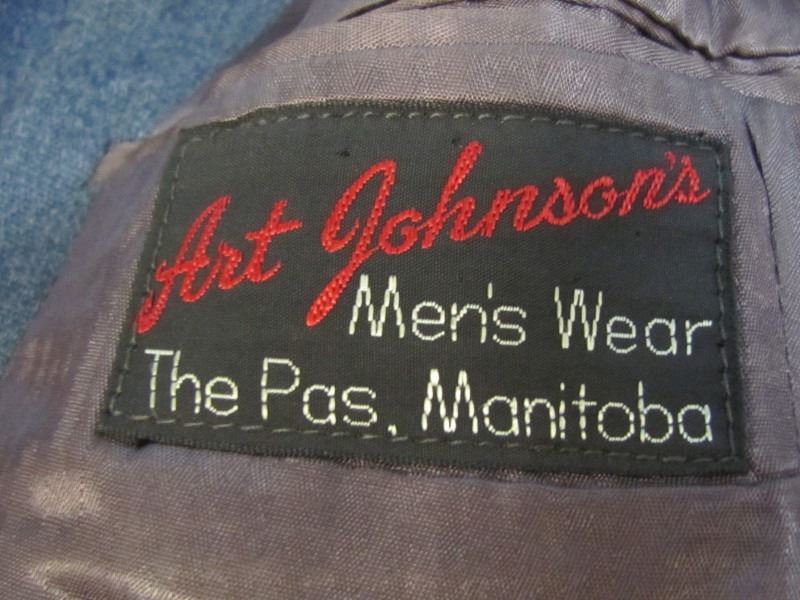 Art Johnson's
Men's Wear
The Pas, Manitoba